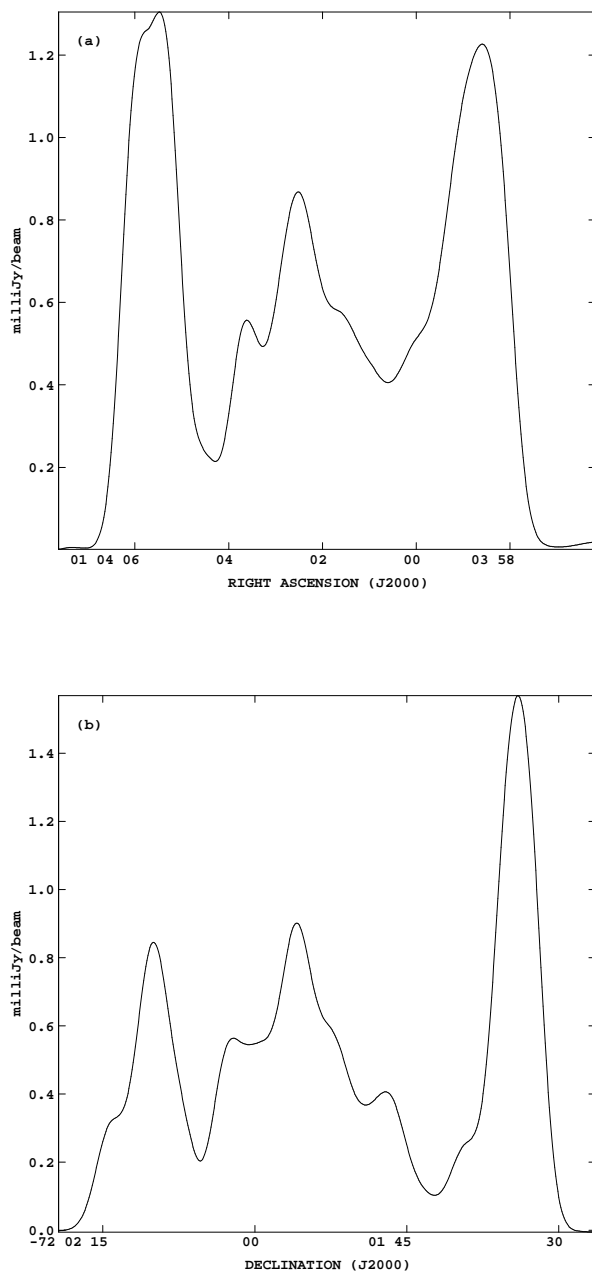 (a)
1.2
1.0
0.8
0.6
0.4
0.2
milliJy/beam
01 04 06 04 02 00 03 58
RIGHT ASCENSION (J2000)
(b)
1.4
1.2
1.0
0.8
0.6
0.4
0.2
0.0
milliJy/beam
-72 02 15 00 01 45 30
DECLINATION (J2000)